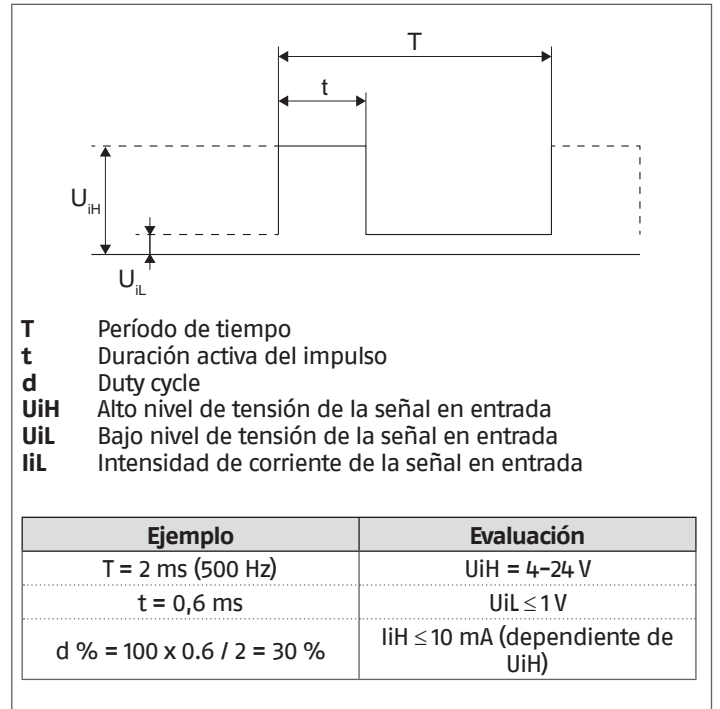 T
t
UiH
UiL
T Período de tiempo
t Duración activa del impulso
d Duty cycle
UiH Alto nivel de tensión de la señal en entrada
UiL Bajo nivel de tensión de la señal en entrada
IiL Intensidad de corriente de la señal en entrada
Ejemplo Evaluación
T = 2 ms (500 Hz) UiH = 4-24 V
t = 0,6 ms UiL ≤ 1 V
d % = 100 x 0.6 / 2 = 30 % IiH ≤ 10 mA (dependiente de
UiH)